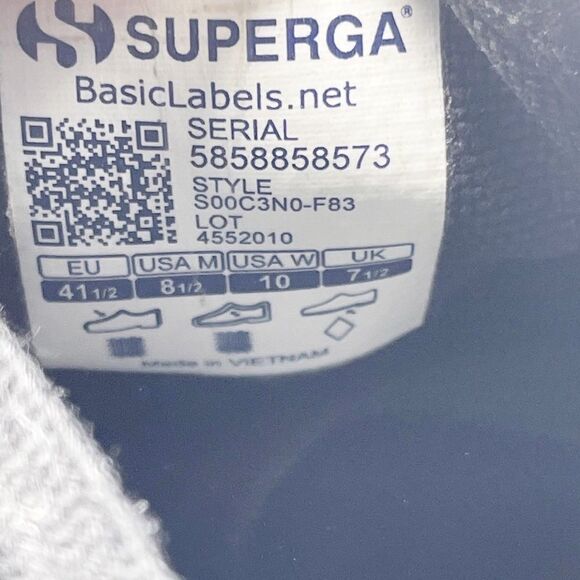 SUPERGA®
BasicLabels.net
SERIAL
5858858573
STYLE
S00C3N0-F83
LOT
4552010
EU USA M USA W UK
41 1/2 8 1/2 10 7 1/2
Made in VIETNAM